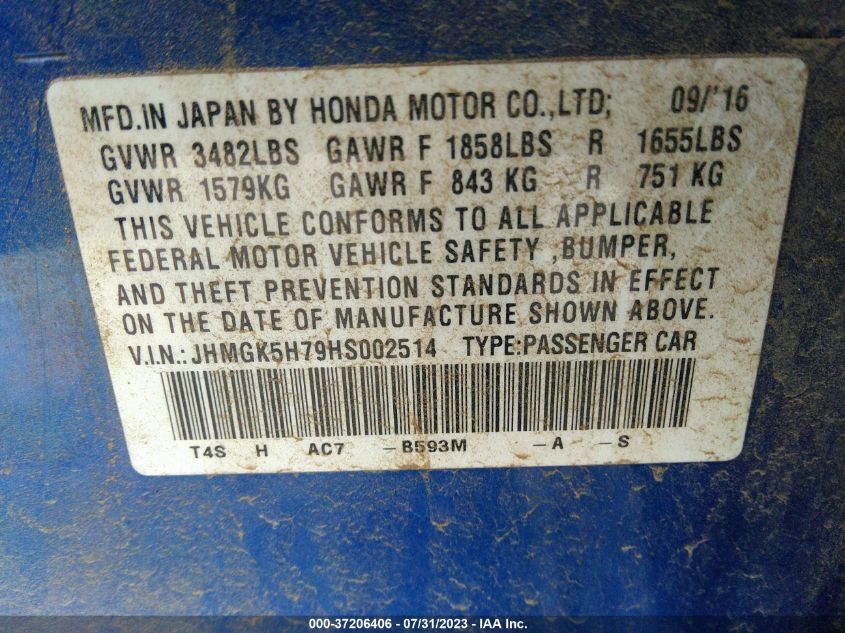 MFD.IN JAPAN BY HONDA MOTOR CO.,LTD; 09/'16
GVWR 3482LBS GAWR F 1858LBS R 1655LBS
GVWR 1579KG GAWR F 843 KG R 751 KG
THIS VEHICLE CONFORMS TO ALL APPLICABLE
FEDERAL MOTOR VEHICLE SAFETY ,BUMPER,
AND THEFT PREVENTION STANDARDS IN EFFECT
ON THE DATE OF MANUFACTURE SHOWN ABOVE.
V.I.N.:JHMGK5H79HS002514 TYPE:PASSENGER CAR
T4S H AC7 -B593M -A -S
000-37206406 - 07/31/2023 - IAA Inc.